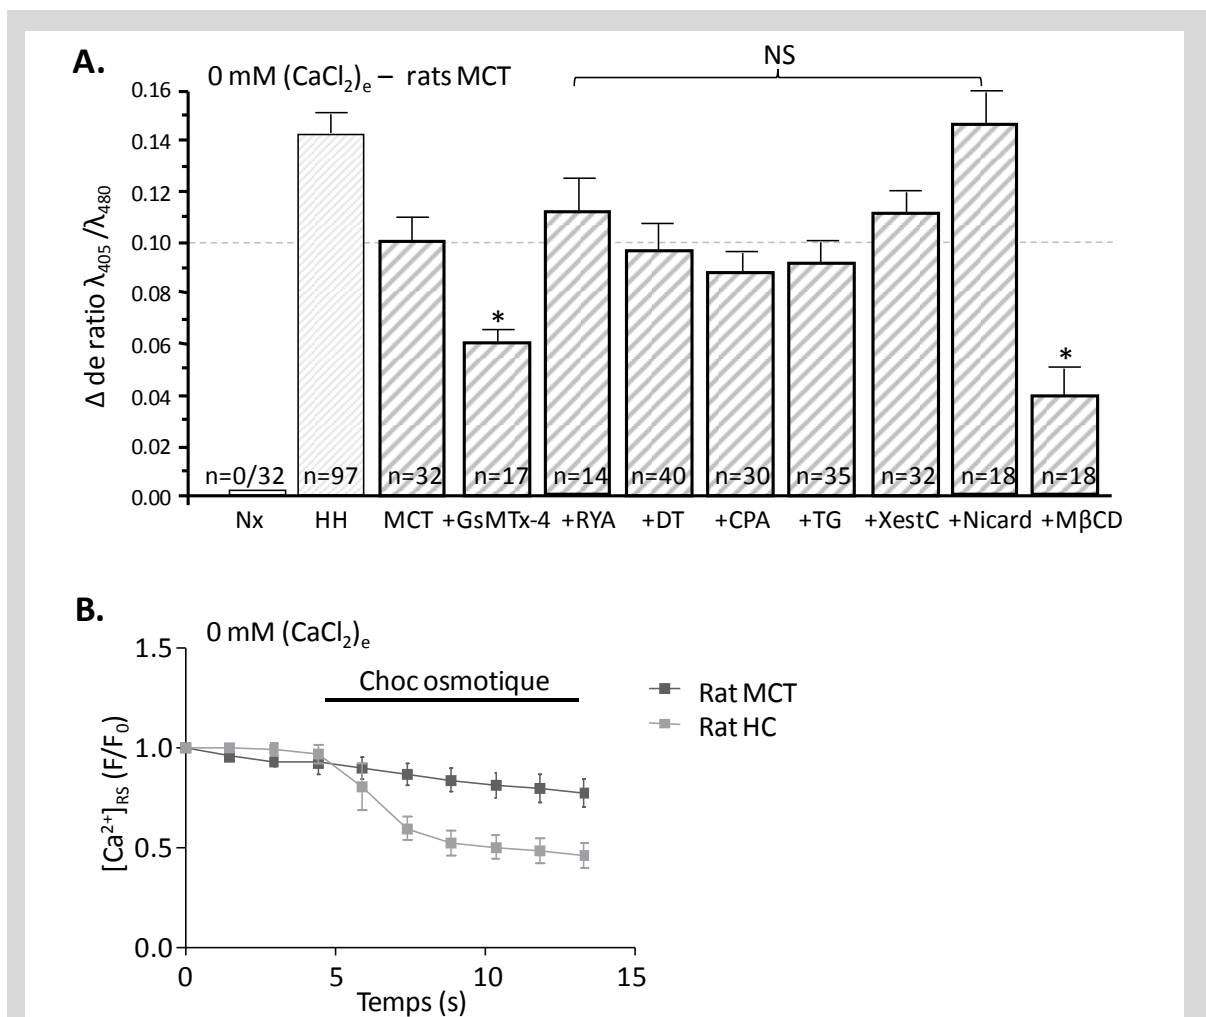 A.
0 mM (CaCl₂)ₑ – rats MCT
NS
Δ de ratio λ₄₀₅ /λ₄₈₀
0.16
0.14
0.12
0.10
0.08
0.06
0.04
0.02
0.00
*
*
n=0/32 n=97 n=32 n=17 n=14 n=40 n=30 n=35 n=32 n=18 n=18
Nx HH MCT +GsMTx-4 +RYA +DT +CPA +TG +XestC +Nicard +MβCD
B.
0 mM (CaCl₂)ₑ
Choc osmotique
Rat MCT
Rat HC
[Ca²⁺]RS (F/F₀)
1.5
1.0
0.5
0.0
0 5 10 15
Temps (s)